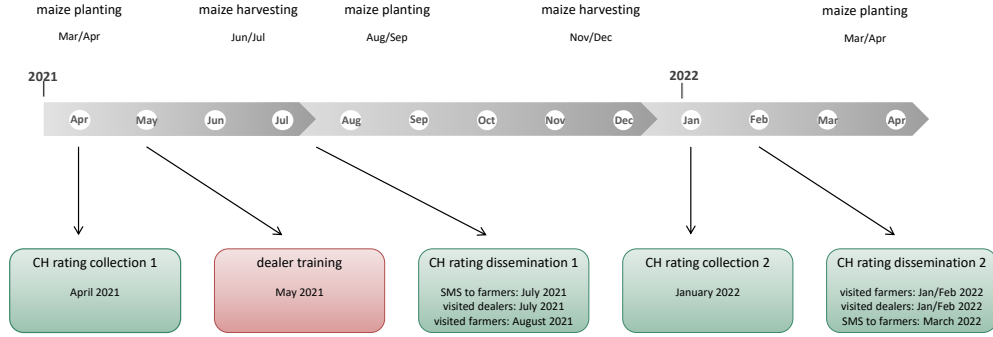 maize planting
Mar/Apr
maize harvesting
Jun/Jul
maize planting
Aug/Sep
maize harvesting
Nov/Dec
maize planting
Mar/Apr
2021
2022
Apr
May
Jun
Jul
Aug
Sep
Oct
Nov
Dec
Jan
Feb
Mar
Apr
CH rating collection 1
April 2021
dealer training
May 2021
CH rating dissemination 1
SMS to farmers: July 2021
visited dealers: July 2021
visited farmers: August 2021
CH rating collection 2
January 2022
CH rating dissemination 2
visited farmers: Jan/Feb 2022
visited dealers: Jan/Feb 2022
SMS to farmers: March 2022